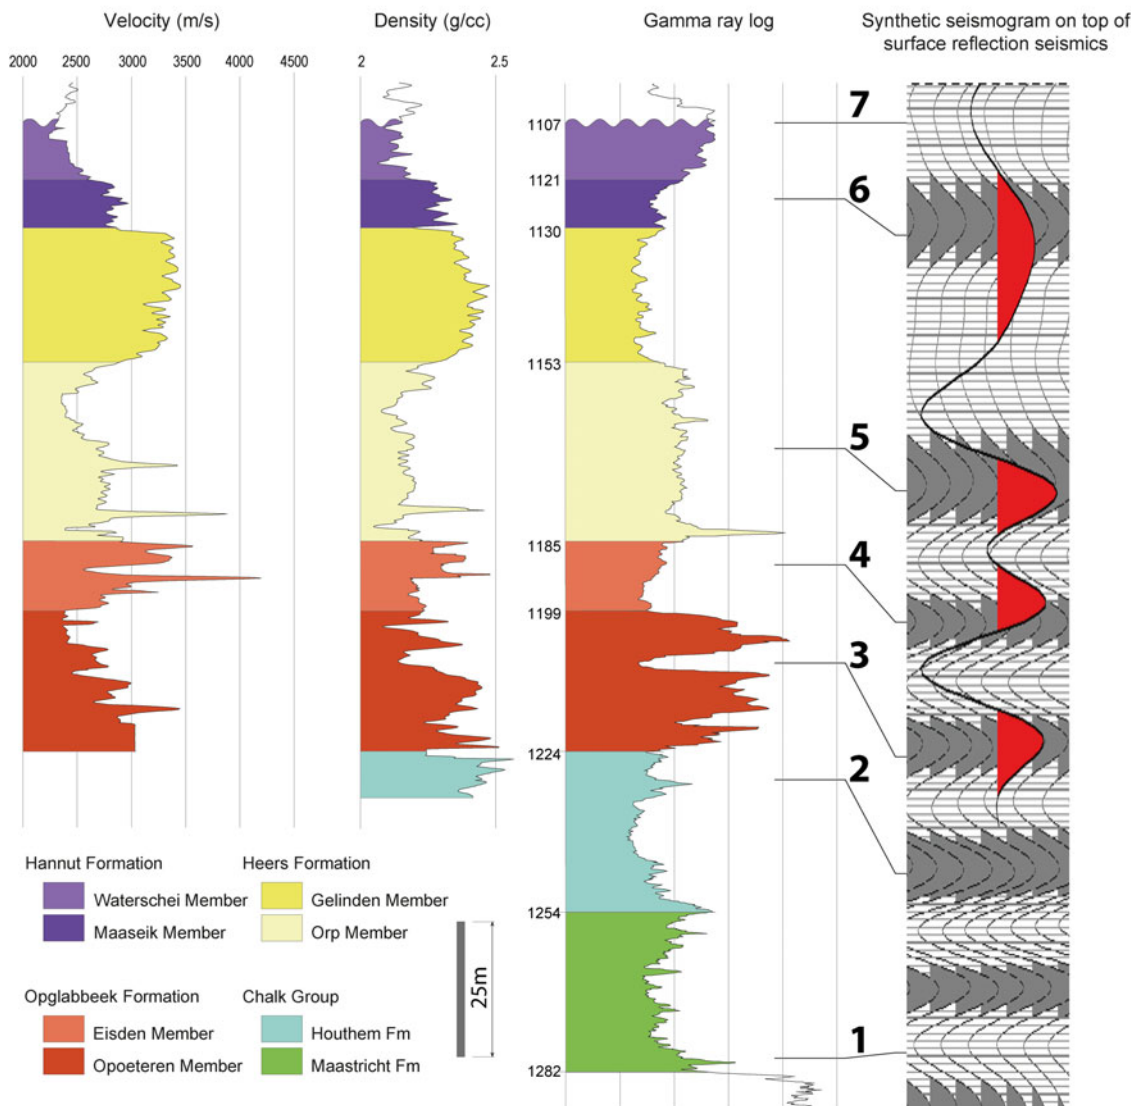 Velocity (m/s)
Density (g/cc)
Gamma ray log
Synthetic seismogram on top of
surface reflection seismics
2000 2500 3000 3500 4000 4500
2 2.5
1107
1121
1130
1153
1185
1199
1224
1254
1282
7
6
5
4
3
2
1
Hannut Formation
Waterschei Member
Maaseik Member
Heers Formation
Gelinden Member
Orp Member
Opglabbeek Formation
Eisden Member
Opoeteren Member
Chalk Group
Houthem Fm
Maastricht Fm
25m